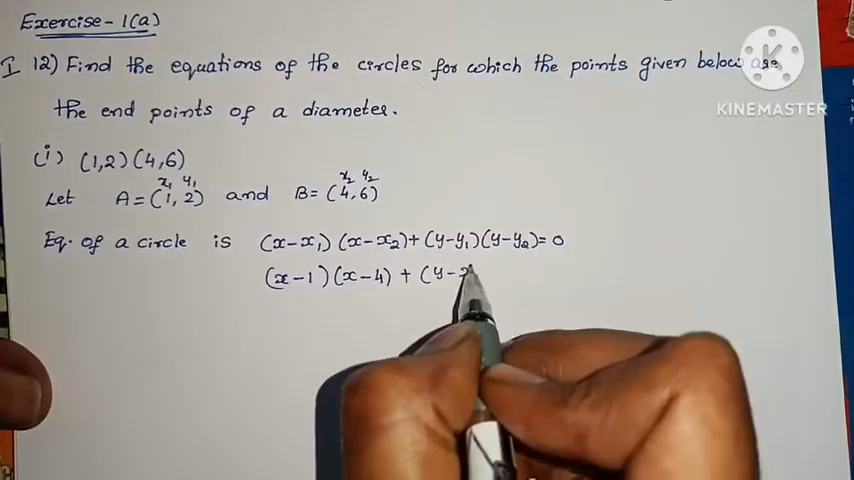 Exercise-1(a)
I 12) Find the equations of the circles for which the points given below are
the end points of a diameter.
(i) (1,2) (4,6)
x₁ y₁ x₂ y₂
Let A = (1, 2) and B = (4, 6)
Eq. of a circle is (x-x₁) (x-x₂) + (y-y₁) (y-y₂) = 0
(x-1) (x-4) + (y-
KINEMASTER